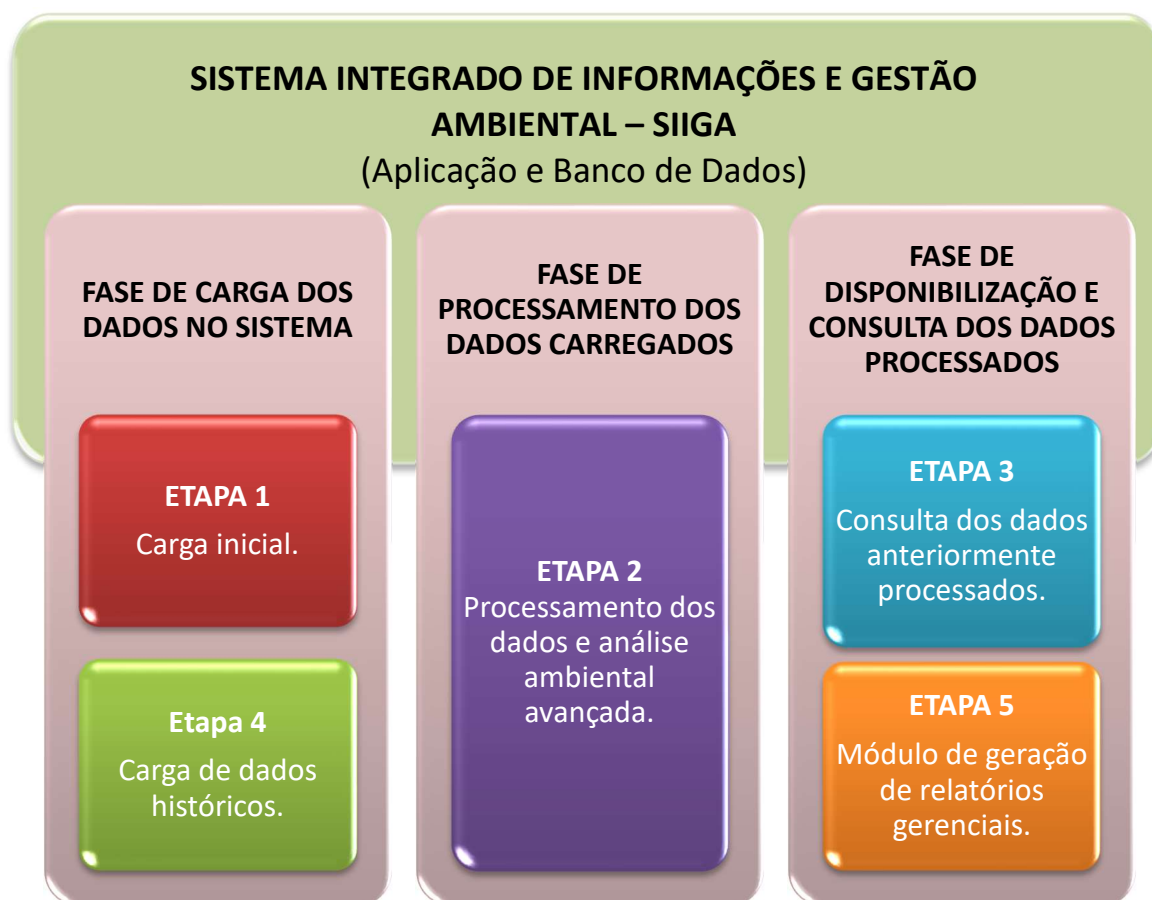 SISTEMA INTEGRADO DE INFORMAÇÕES E GESTÃO
AMBIENTAL – SIIGA
(Aplicação e Banco de Dados)
FASE DE CARGA DOS
DADOS NO SISTEMA
ETAPA 1
Carga inicial.
Etapa 4
Carga de dados
históricos.
FASE DE
PROCESSAMENTO DOS
DADOS CARREGADOS
ETAPA 2
Processamento dos
dados e análise
ambiental
avançada.
FASE DE
DISPONIBILIZAÇÃO E
CONSULTA DOS DADOS
PROCESSADOS
ETAPA 3
Consulta dos dados
anteriormente
processados.
ETAPA 5
Módulo de geração
de relatórios
gerenciais.